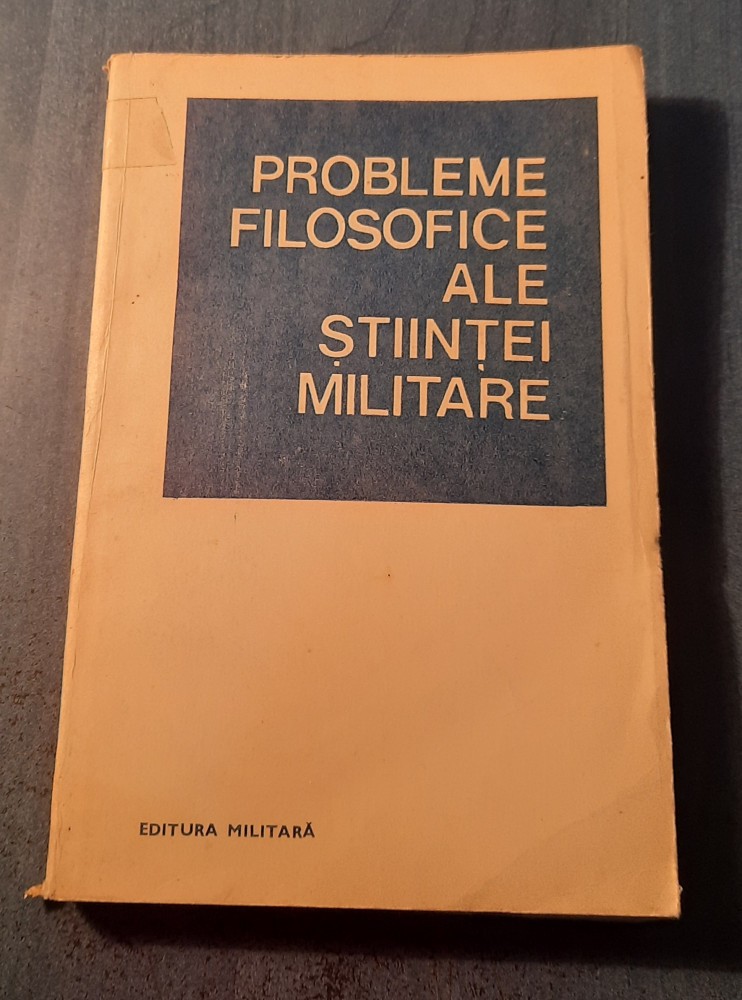 PROBLEME
FILOSOFICE
ALE
ȘTIINȚEI
MILITARE
EDITURA MILITARĂ